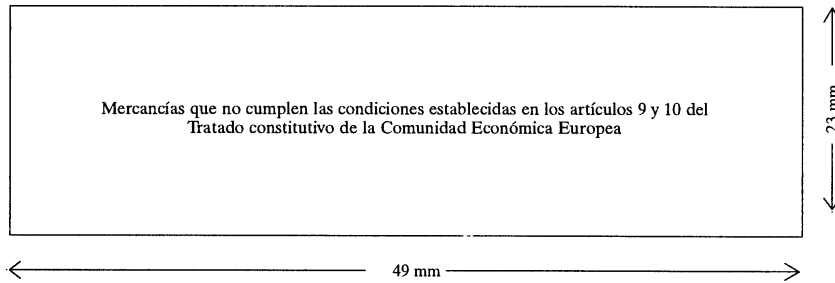 Mercancías que no cumplen las condiciones establecidas en los artículos 9 y 10 del
Tratado constitutivo de la Comunidad Económica Europea
23 mm
49 mm